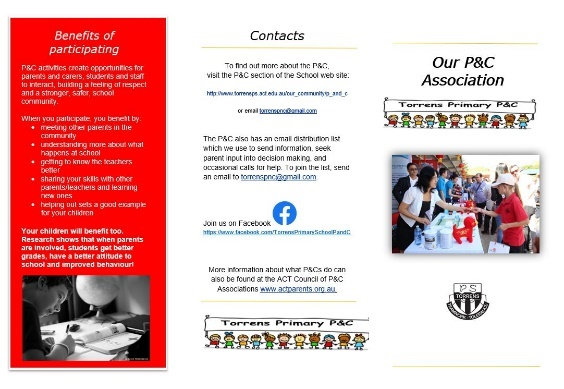 Benefits of
participating
P&C activities create opportunities for
parents and carers, students and staff
to interact, building a feeling of respect
and a stronger, safer, school
community.
When you participate, you benefit by:
• meeting other parents in the
community
• understanding more about what
happens at school
• getting to know the teachers
better
• sharing your skills with other
parents/teachers and learning
new ones
• helping out sets a good example
for your children
Your children will benefit too.
Research shows that when parents
are involved, students get better
grades, have a better attitude to
school and improved behaviour!
Contacts
To find out more about the P&C,
visit the P&C section of the School web site:
http://www.torrensps.act.edu.au/our_community/p_and_c
or email torrenspnc@gmail.com
The P&C also has an email distribution list
which we use to send information, seek
parent input into decision making, and
occasional calls for help. To join the list, send
an email to torrenspnc@gmail.com
Join us on Facebook
https://www.facebook.com/TorrensPrimarySchoolPandC
More information about what P&Cs do can
also be found at the ACT Council of P&C
Associations www.actparents.org.au.
Torrens Primary P&C
Our P&C
Association
Torrens Primary P&C
P S
TORRENS